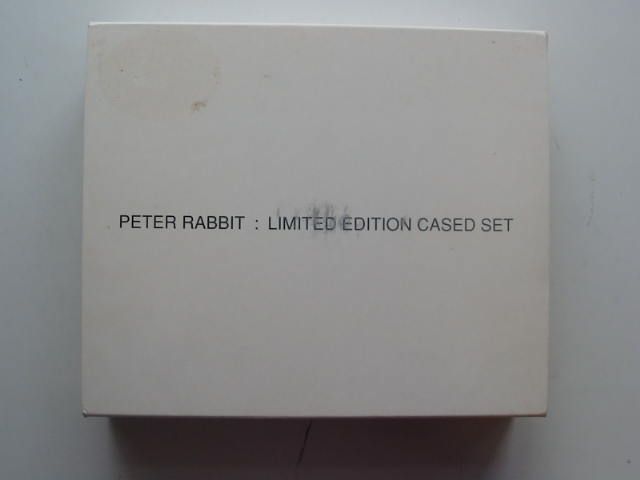 PETER RABBIT : LIMITED EDITION CASED SET